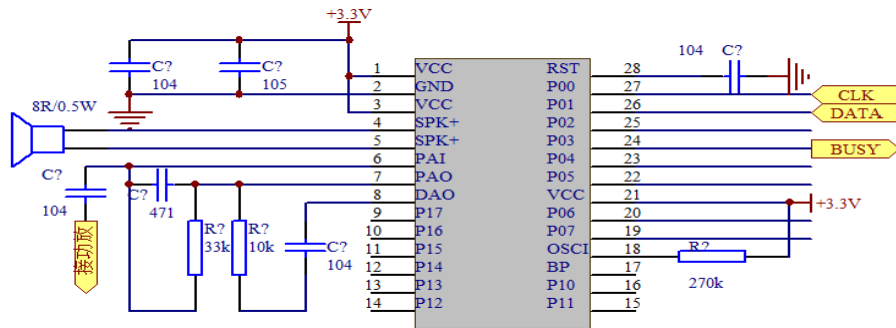 +3.3V
C?
104
C?
105
8R/0.5W
C?
104
C?
471
R?
33k
R?
10k
C?
104
接功放
1 VCC RST 28
2 GND P00 27
3 VCC P01 26
4 SPK+ P02 25
5 SPK+ P03 24
6 PAI P04 23
7 PAO P05 22
8 DAO VCC 21
9 P17 P06 20
10 P16 P07 19
11 P15 OSCI 18
12 P14 BP 17
13 P13 P10 16
14 P12 P11 15
104 C?
CLK
DATA
BUSY
+3.3V
R?
270k